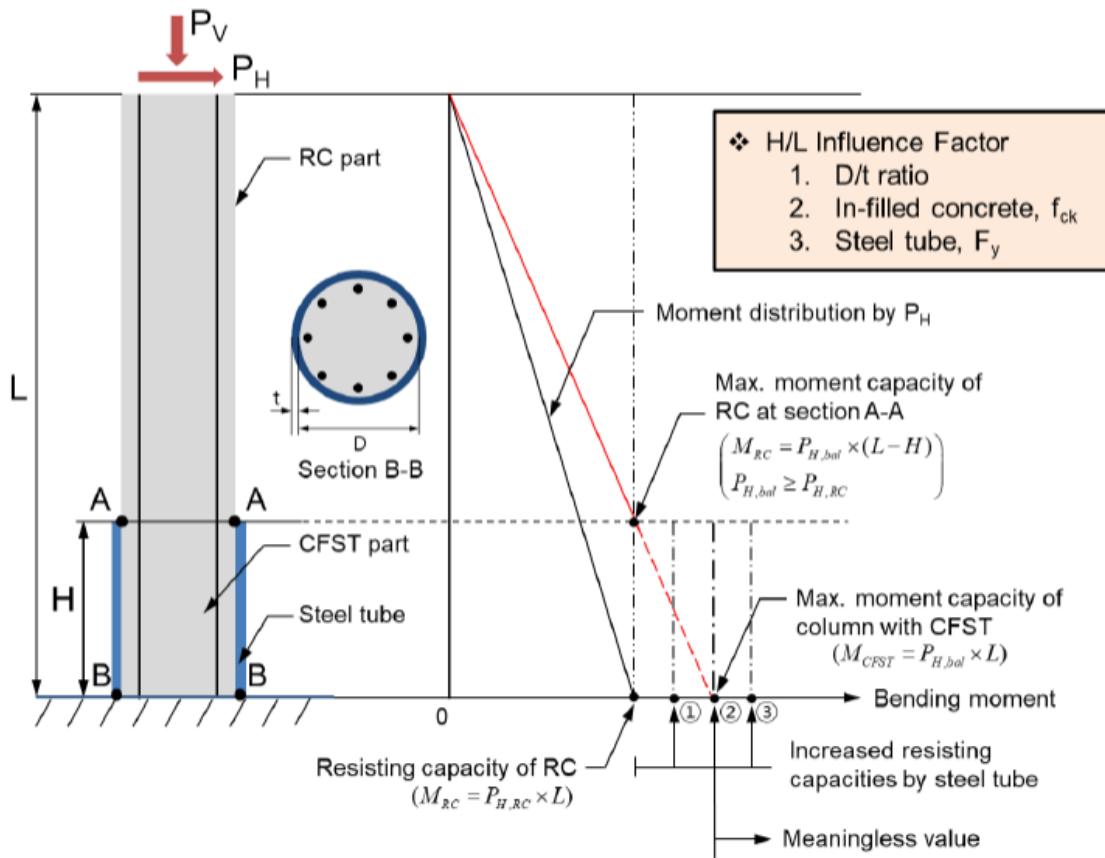 P_V
P_H
RC part
❖ H/L Influence Factor
1. D/t ratio
2. In-filled concrete, f_ck
3. Steel tube, F_y
Moment distribution by P_H
L
t
D
Section B-B
Max. moment capacity of
RC at section A-A
(M_RC = P_H,bal × (L−H)
P_H,bal ≥ P_H,RC)
A A
CFST part
H
Steel tube
B B
Max. moment capacity of
column with CFST
(M_CFST = P_H,bal × L)
0
① ② ③
Bending moment
Resisting capacity of RC
(M_RC = P_H,RC × L)
Increased resisting
capacities by steel tube
Meaningless value